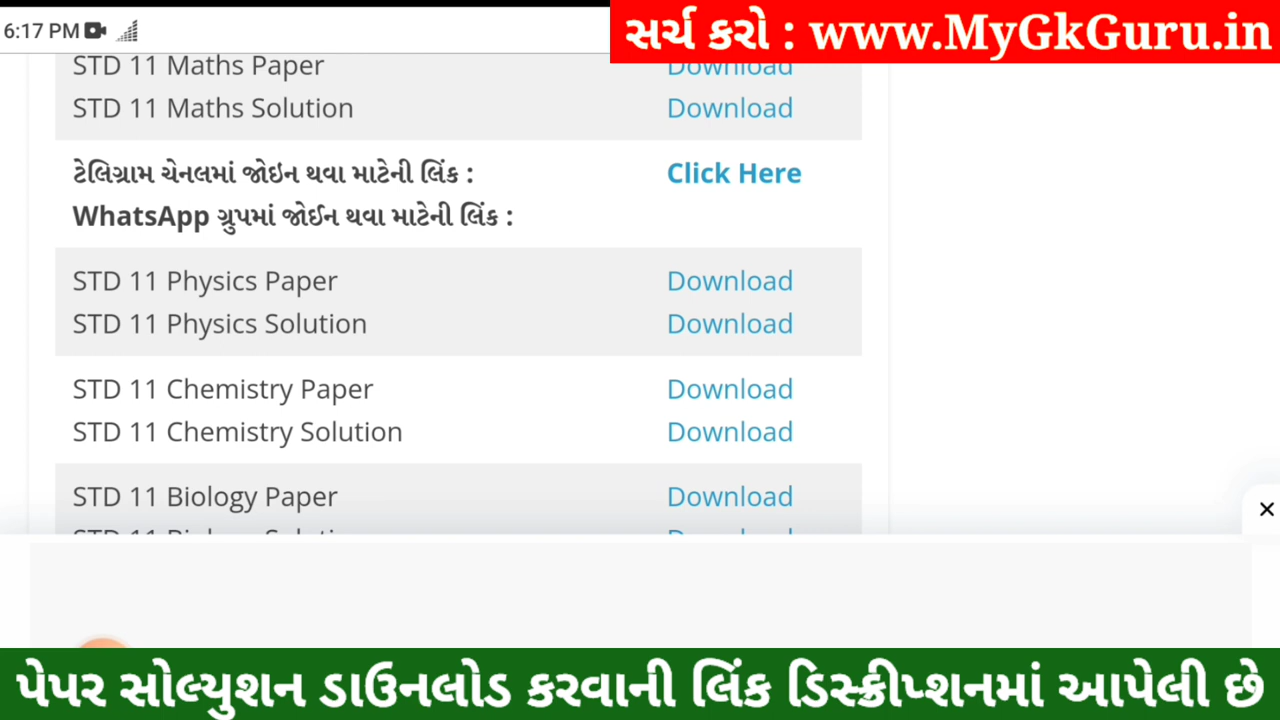 6:17 PM
સર્ચ કરો : www.MyGkGuru.in
STD 11 Maths Paper Download
STD 11 Maths Solution Download
ટેલિગ્રામ ચેનલમાં જોઇન થવા માટેની લિંક : Click Here
WhatsApp ગ્રુપમાં જોઈન થવા માટેની લિંક :
STD 11 Physics Paper Download
STD 11 Physics Solution Download
STD 11 Chemistry Paper Download
STD 11 Chemistry Solution Download
STD 11 Biology Paper Download
પેપર સોલ્યુશન ડાઉનલોડ કરવાની લિંક ડિસ્ક્રીપ્શનમાં આપેલી છે